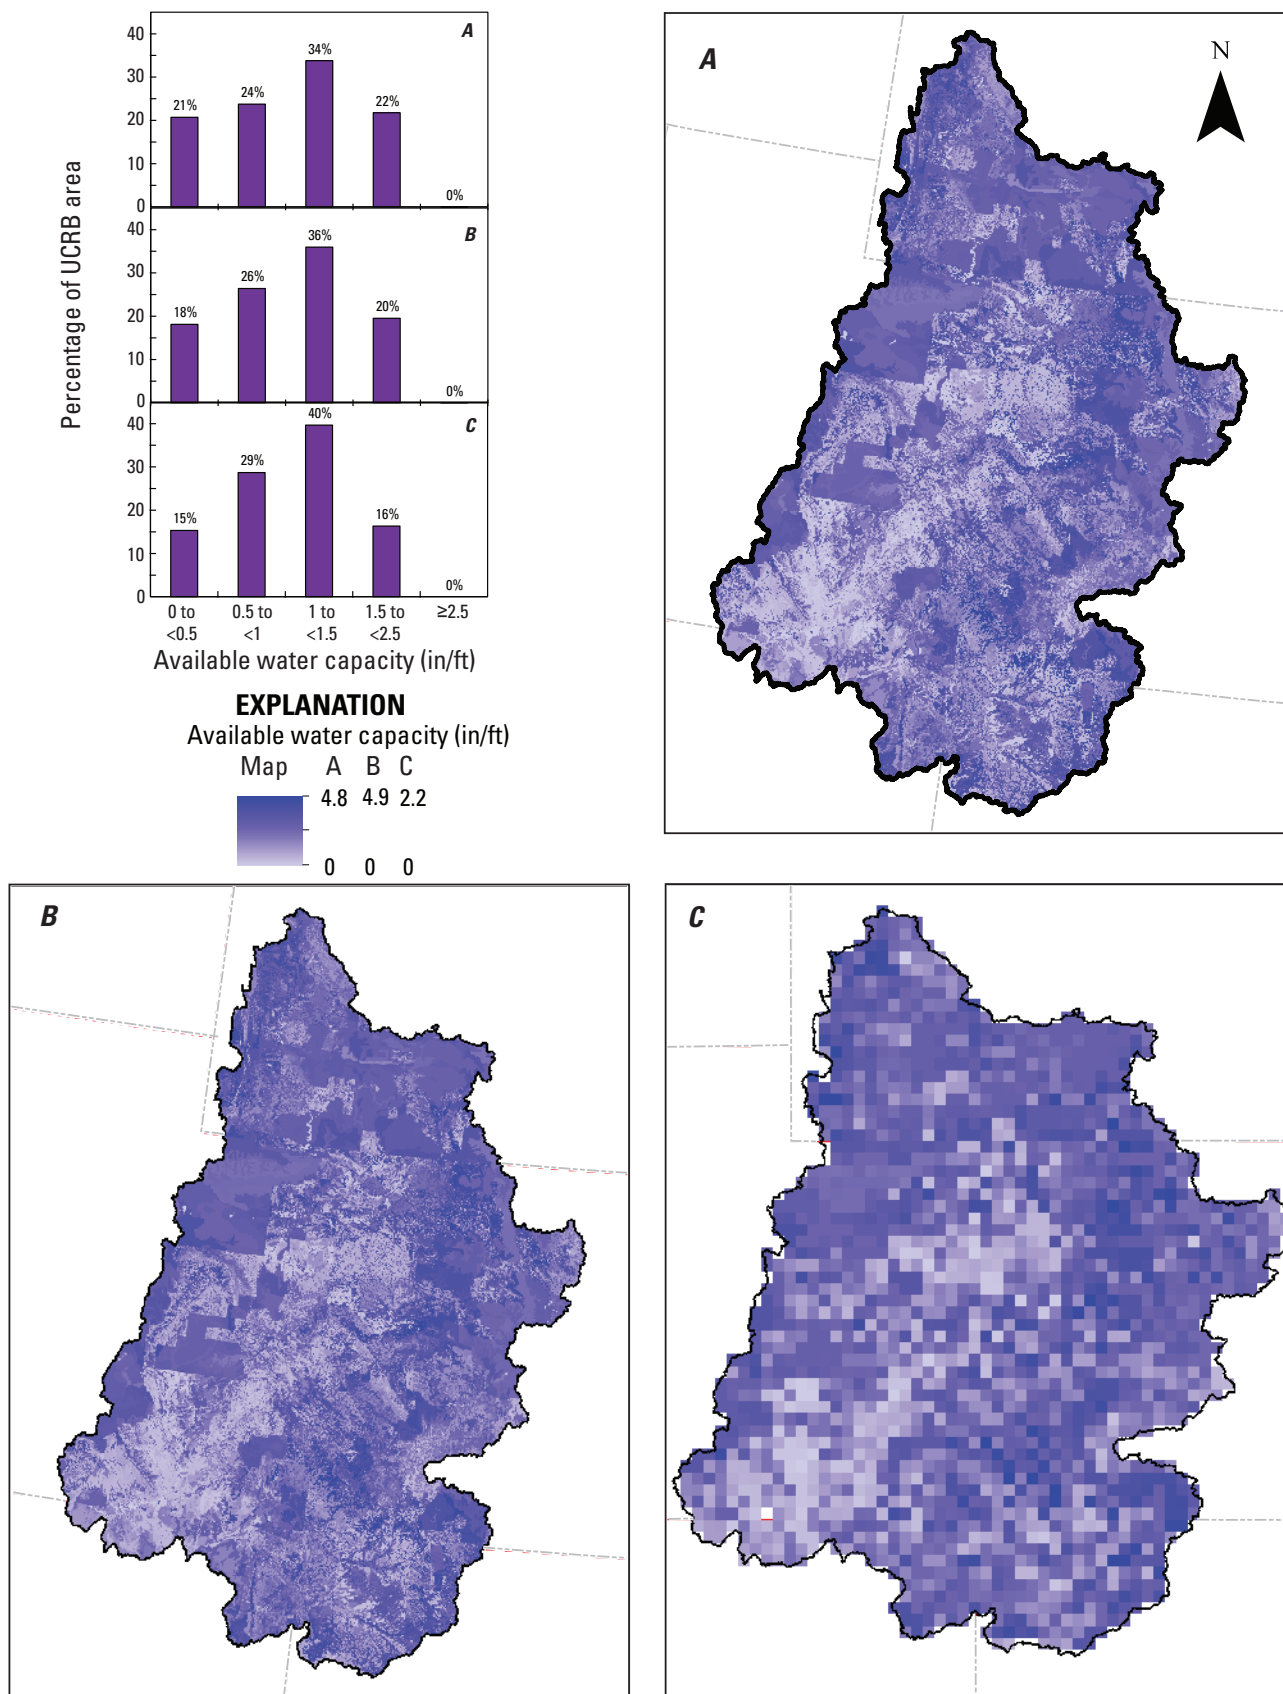 Percentage of UCRB area
A
40
30
20
10
0
21%
24%
34%
22%
0%
B
40
30
20
10
0
18%
26%
36%
20%
0%
C
40
30
20
10
0
15%
29%
40%
16%
0%
0 to 0.5 to 1 to 1.5 to ≥2.5
<0.5 <1 <1.5 <2.5
Available water capacity (in/ft)
EXPLANATION
Available water capacity (in/ft)
Map A B C
4.8 4.9 2.2
0 0 0
A
N
B
C